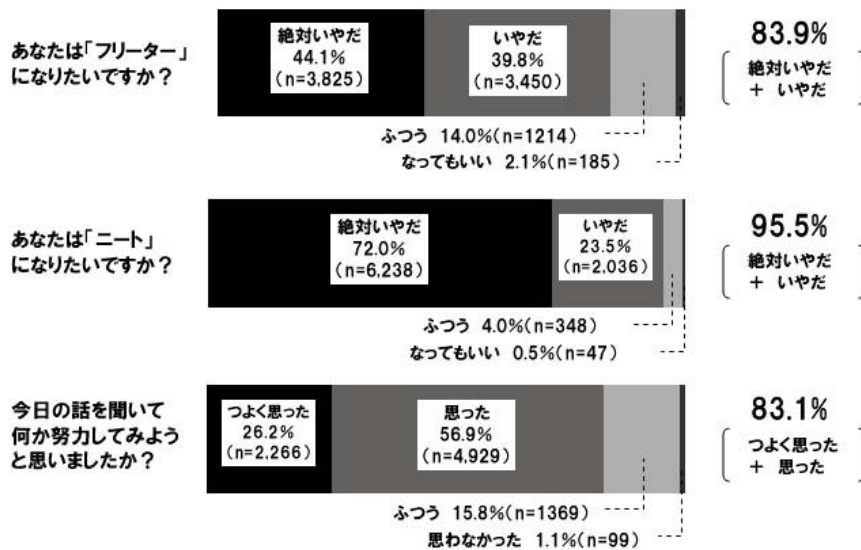 あなたは「フリーター」
になりたいですか？
絶対いやだ
44.1%
(n=3,825)
いやだ
39.8%
(n=3,450)
ふつう 14.0%(n=1214)
なってもいい 2.1%(n=185)
83.9%
絶対いやだ
＋ いやだ
あなたは「ニート」
になりたいですか？
絶対いやだ
72.0%
(n=6,238)
いやだ
23.5%
(n=2,036)
ふつう 4.0%(n=348)
なってもいい 0.5%(n=47)
95.5%
絶対いやだ
＋ いやだ
今日の話を聞いて
何か努力してみよう
と思いましたか？
つよく思った
26.2%
(n=2,266)
思った
56.9%
(n=4,929)
ふつう 15.8%(n=1369)
思わなかった 1.1%(n=99)
83.1%
つよく思った
＋ 思った